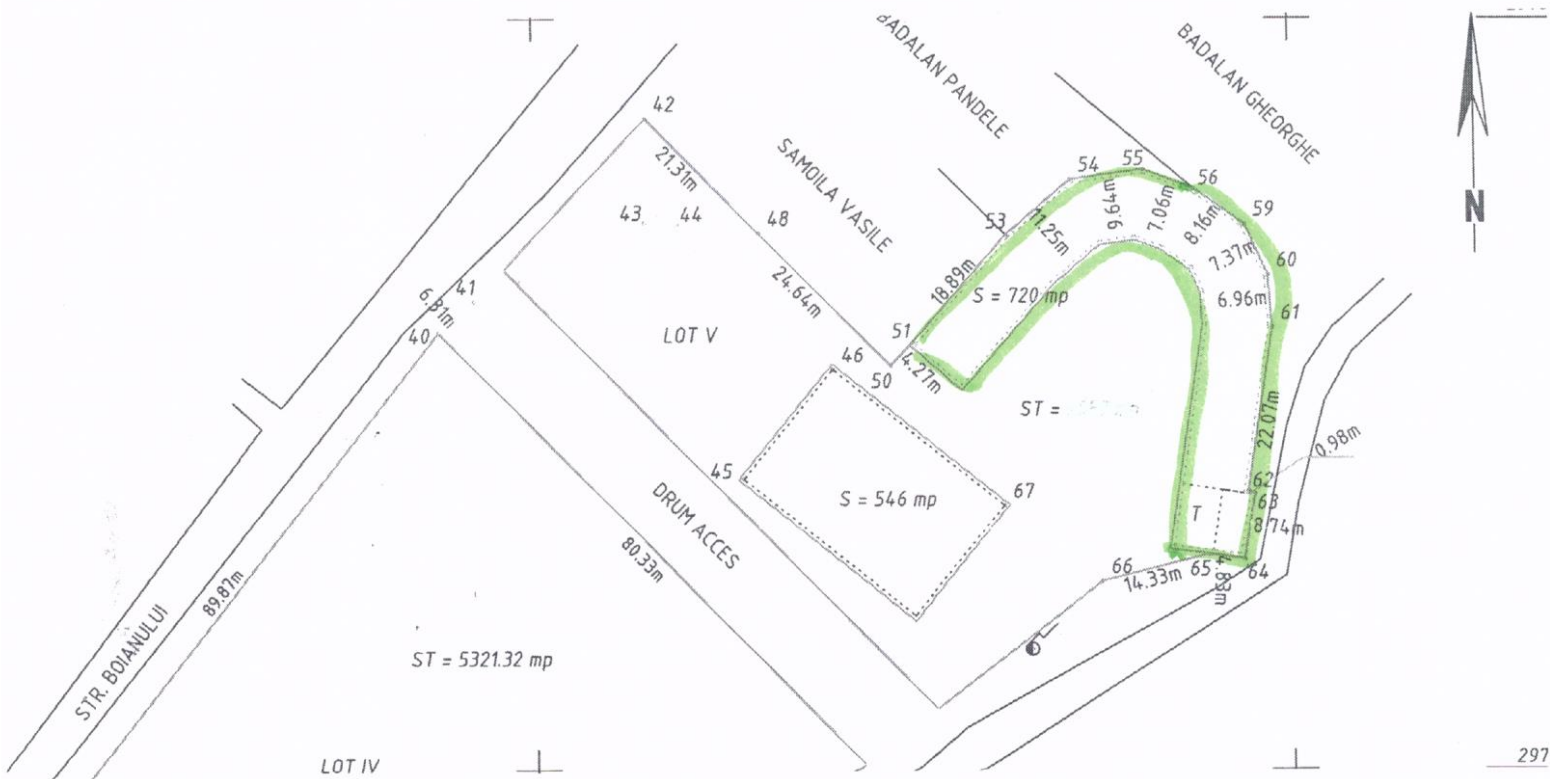 BADALAN PANDELE
BADALAN GHEORGHE
42
21.31m
SAMOILA VASILE
54
55
56
43
44
48
53
59
7.25m
9.64m
7.06m
8.16m
7.37m
60
N
24.64m
18.89m
S = 720 mp
6.96m
61
41
6.81m
40
LOT V
51
46
50
4.27m
ST =
22.07m
0.98m
45
67
S = 546 mp
62
63
T
8.74m
DRUM ACCES
80.33m
66
14.33m
65
4.83m
64
89.87m
STR. BOIANULUI
ST = 5321.32 mp
LOT IV
297